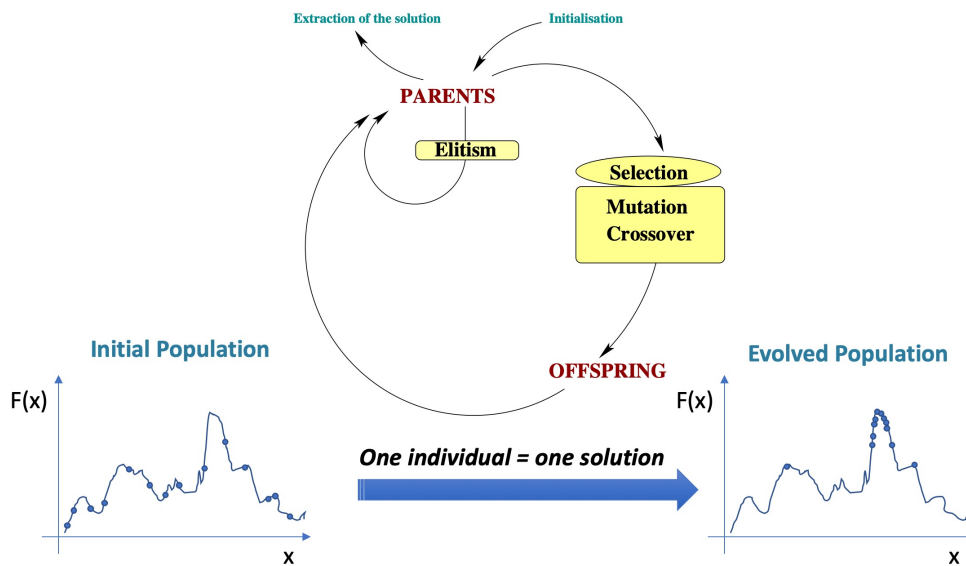 Extraction of the solution
Initialisation
PARENTS
Elitism
Selection
Mutation
Crossover
OFFSPRING
Initial Population
F(x)
x
One individual = one solution
Evolved Population
F(x)
x